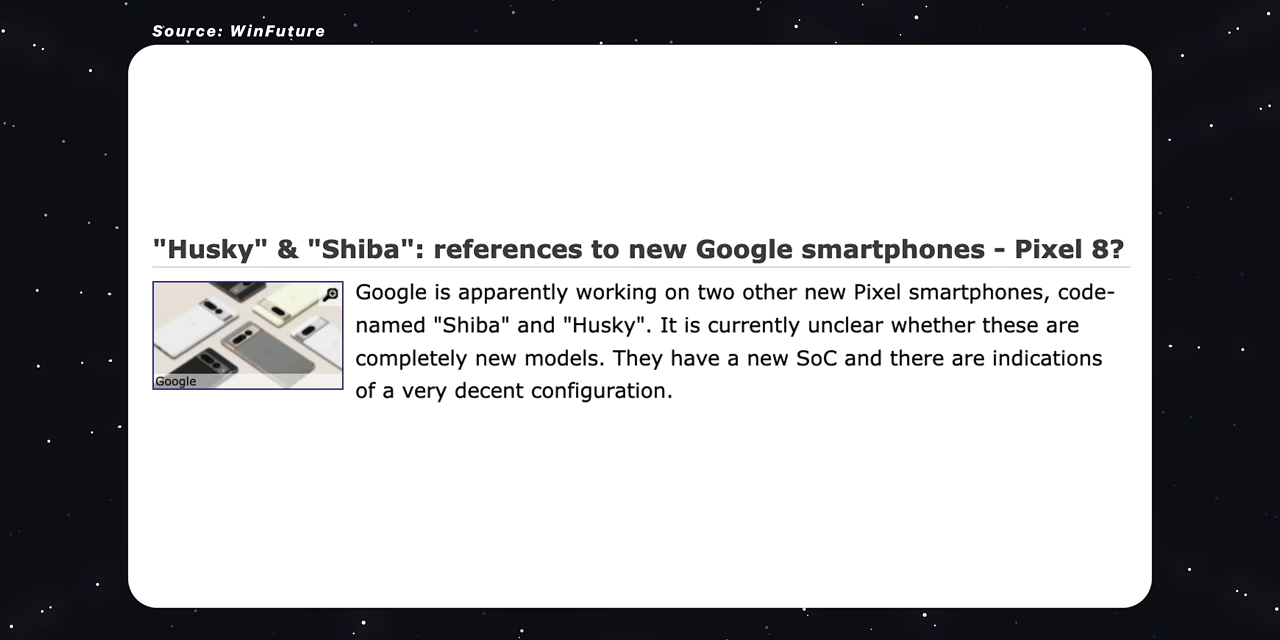 Source: WinFuture
"Husky" & "Shiba": references to new Google smartphones - Pixel 8?
Google is apparently working on two other new Pixel smartphones, code-
named "Shiba" and "Husky". It is currently unclear whether these are
completely new models. They have a new SoC and there are indications
of a very decent configuration.
Google